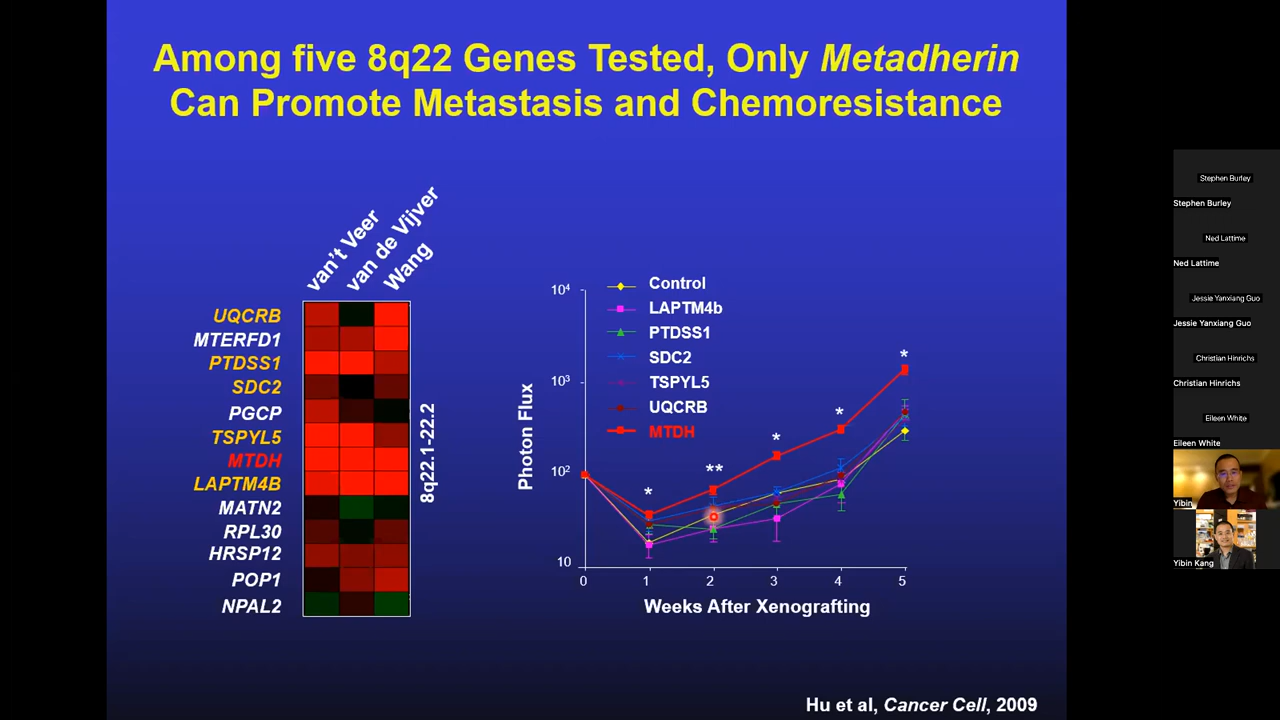 Among five 8q22 Genes Tested, Only Metadherin
Can Promote Metastasis and Chemoresistance
van't Veer
van de Vijver
Wang
UQCRB
MTERFD1
PTDSS1
SDC2
PGCP
TSPYL5
MTDH
LAPTM4B
MATN2
RPL30
HRSP12
POP1
NPAL2
8q22.1-22.2
Photon Flux
10⁴
10³
10²
10
Control
LAPTM4b
PTDSS1
SDC2
TSPYL5
UQCRB
MTDH
*
**
*
*
*
0 1 2 3 4 5
Weeks After Xenografting
Hu et al, Cancer Cell, 2009
Stephen Burley
Stephen Burley
Ned Lattime
Ned Lattime
Jessie Yanxiang Guo
Jessie Yanxiang Guo
Christian Hinrichs
Christian Hinrichs
Eileen White
Eileen White
Yibin
Yibin Kang